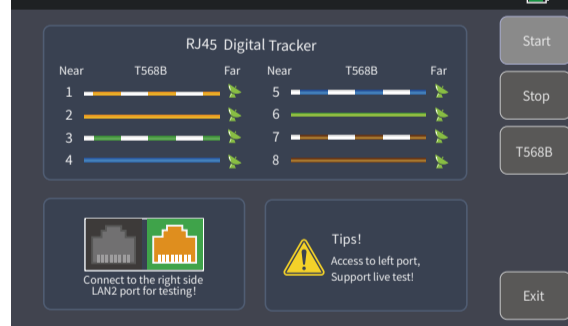 RJ45 Digital Tracker
Near T568B Far Near T568B Far
1 5
2 6
3 7
4 8
Connect to the right side
LAN2 port for testing!
Tips!
Access to left port,
Support live test!
Start
Stop
T568B
Exit